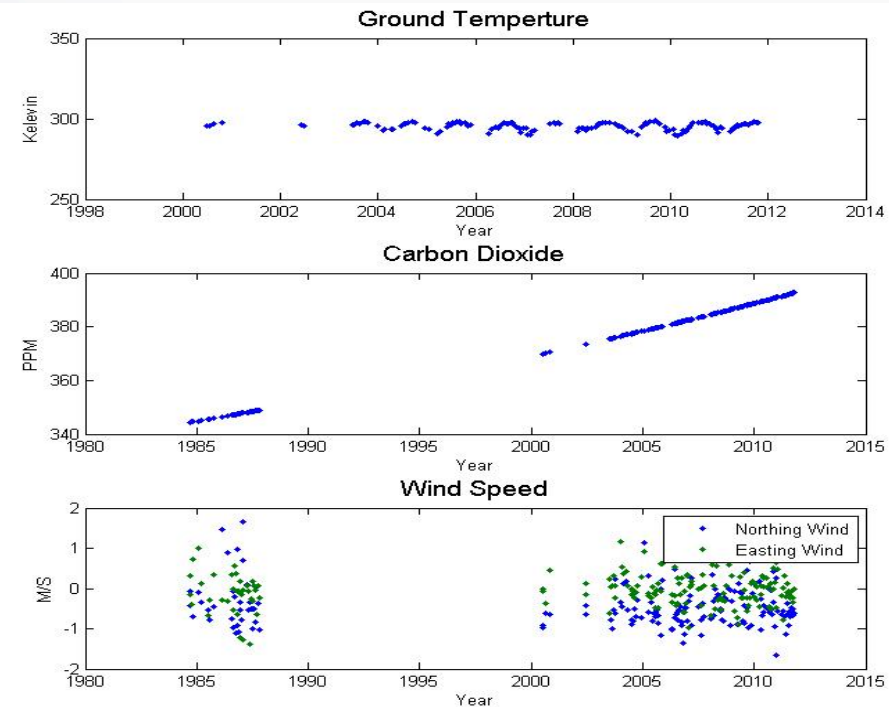 Ground Temperture
350
300
250
Kelevin
1998 2000 2002 2004 2006 2008 2010 2012 2014
Year
Carbon Dioxide
400
380
360
340
PPM
1980 1985 1990 1995 2000 2005 2010 2015
Year
Wind Speed
2
1
0
-1
-2
M/S
Northing Wind
Easting Wind
1980 1985 1990 1995 2000 2005 2010 2015
Year